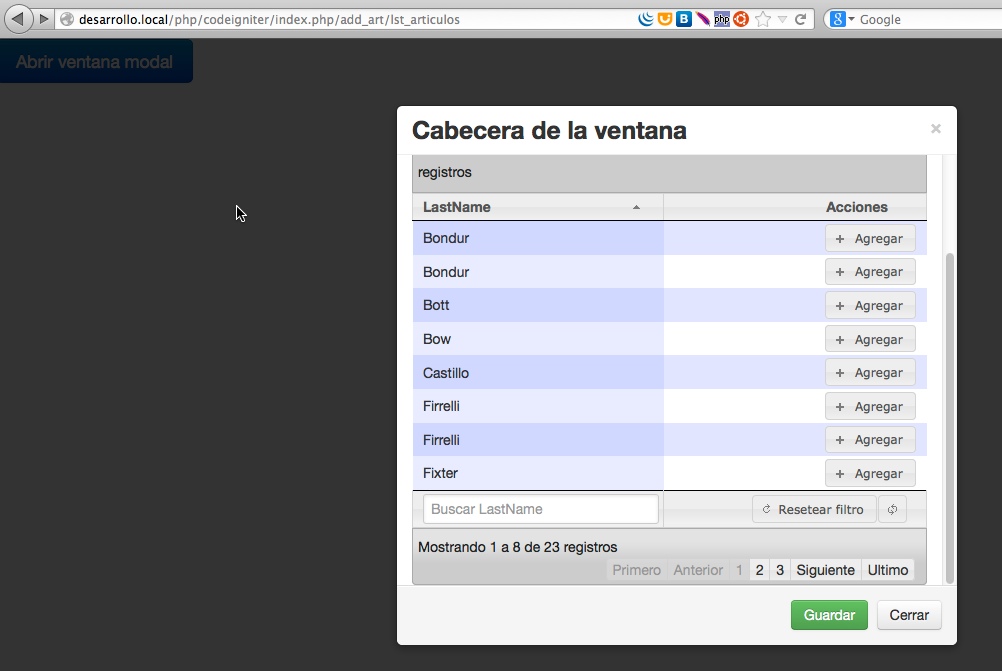 desarrollo.local/php/codeigniter/index.php/add_art/lst_articulos
B
php
8
Google
Abrir ventana modal
Cabecera de la ventana
×
registros
LastName Acciones
Bondur + Agregar
Bondur + Agregar
Bott + Agregar
Bow + Agregar
Castillo + Agregar
Firrelli + Agregar
Firrelli + Agregar
Fixter + Agregar
Buscar LastName Resetear filtro
Mostrando 1 a 8 de 23 registros
Primero Anterior 1 2 3 Siguiente Ultimo
Guardar Cerrar